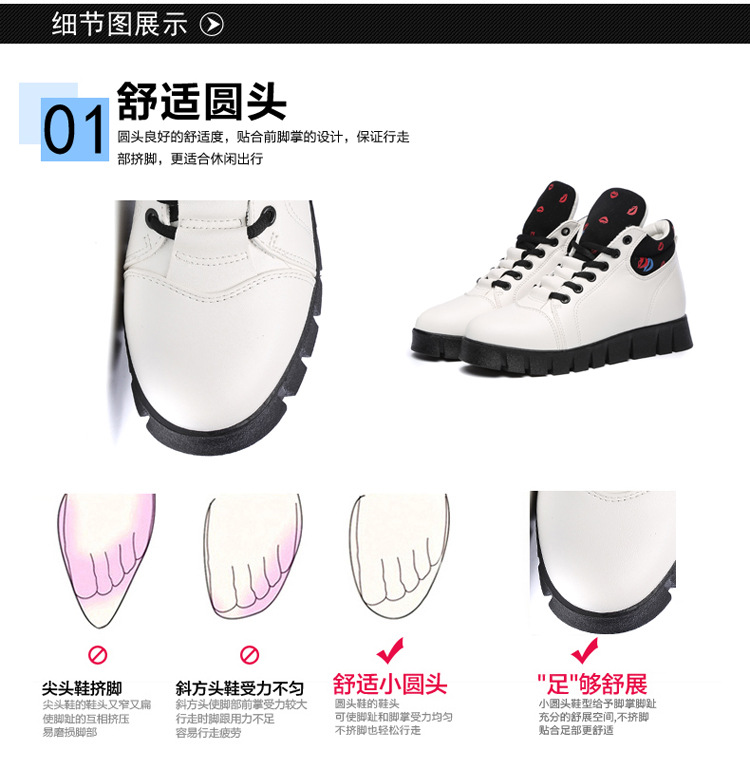 细节图展示
01
舒适圆头
圆头良好的舒适度，贴合前脚掌的设计，保证行走
部挤脚，更适合休闲出行
尖头鞋挤脚
尖头鞋的鞋头又窄又扁
使脚趾的互相挤压
易磨损脚部
斜方头鞋受力不匀
斜方头使脚部前掌受力较大
行走时脚跟用力不足
容易行走疲劳
舒适小圆头
圆头鞋的鞋头
可使脚趾和脚掌受力均匀
不挤脚也轻松行走
"足"够舒展
小圆头鞋型给予脚掌脚趾
充分的舒展空间,不挤脚
贴合足部更舒适